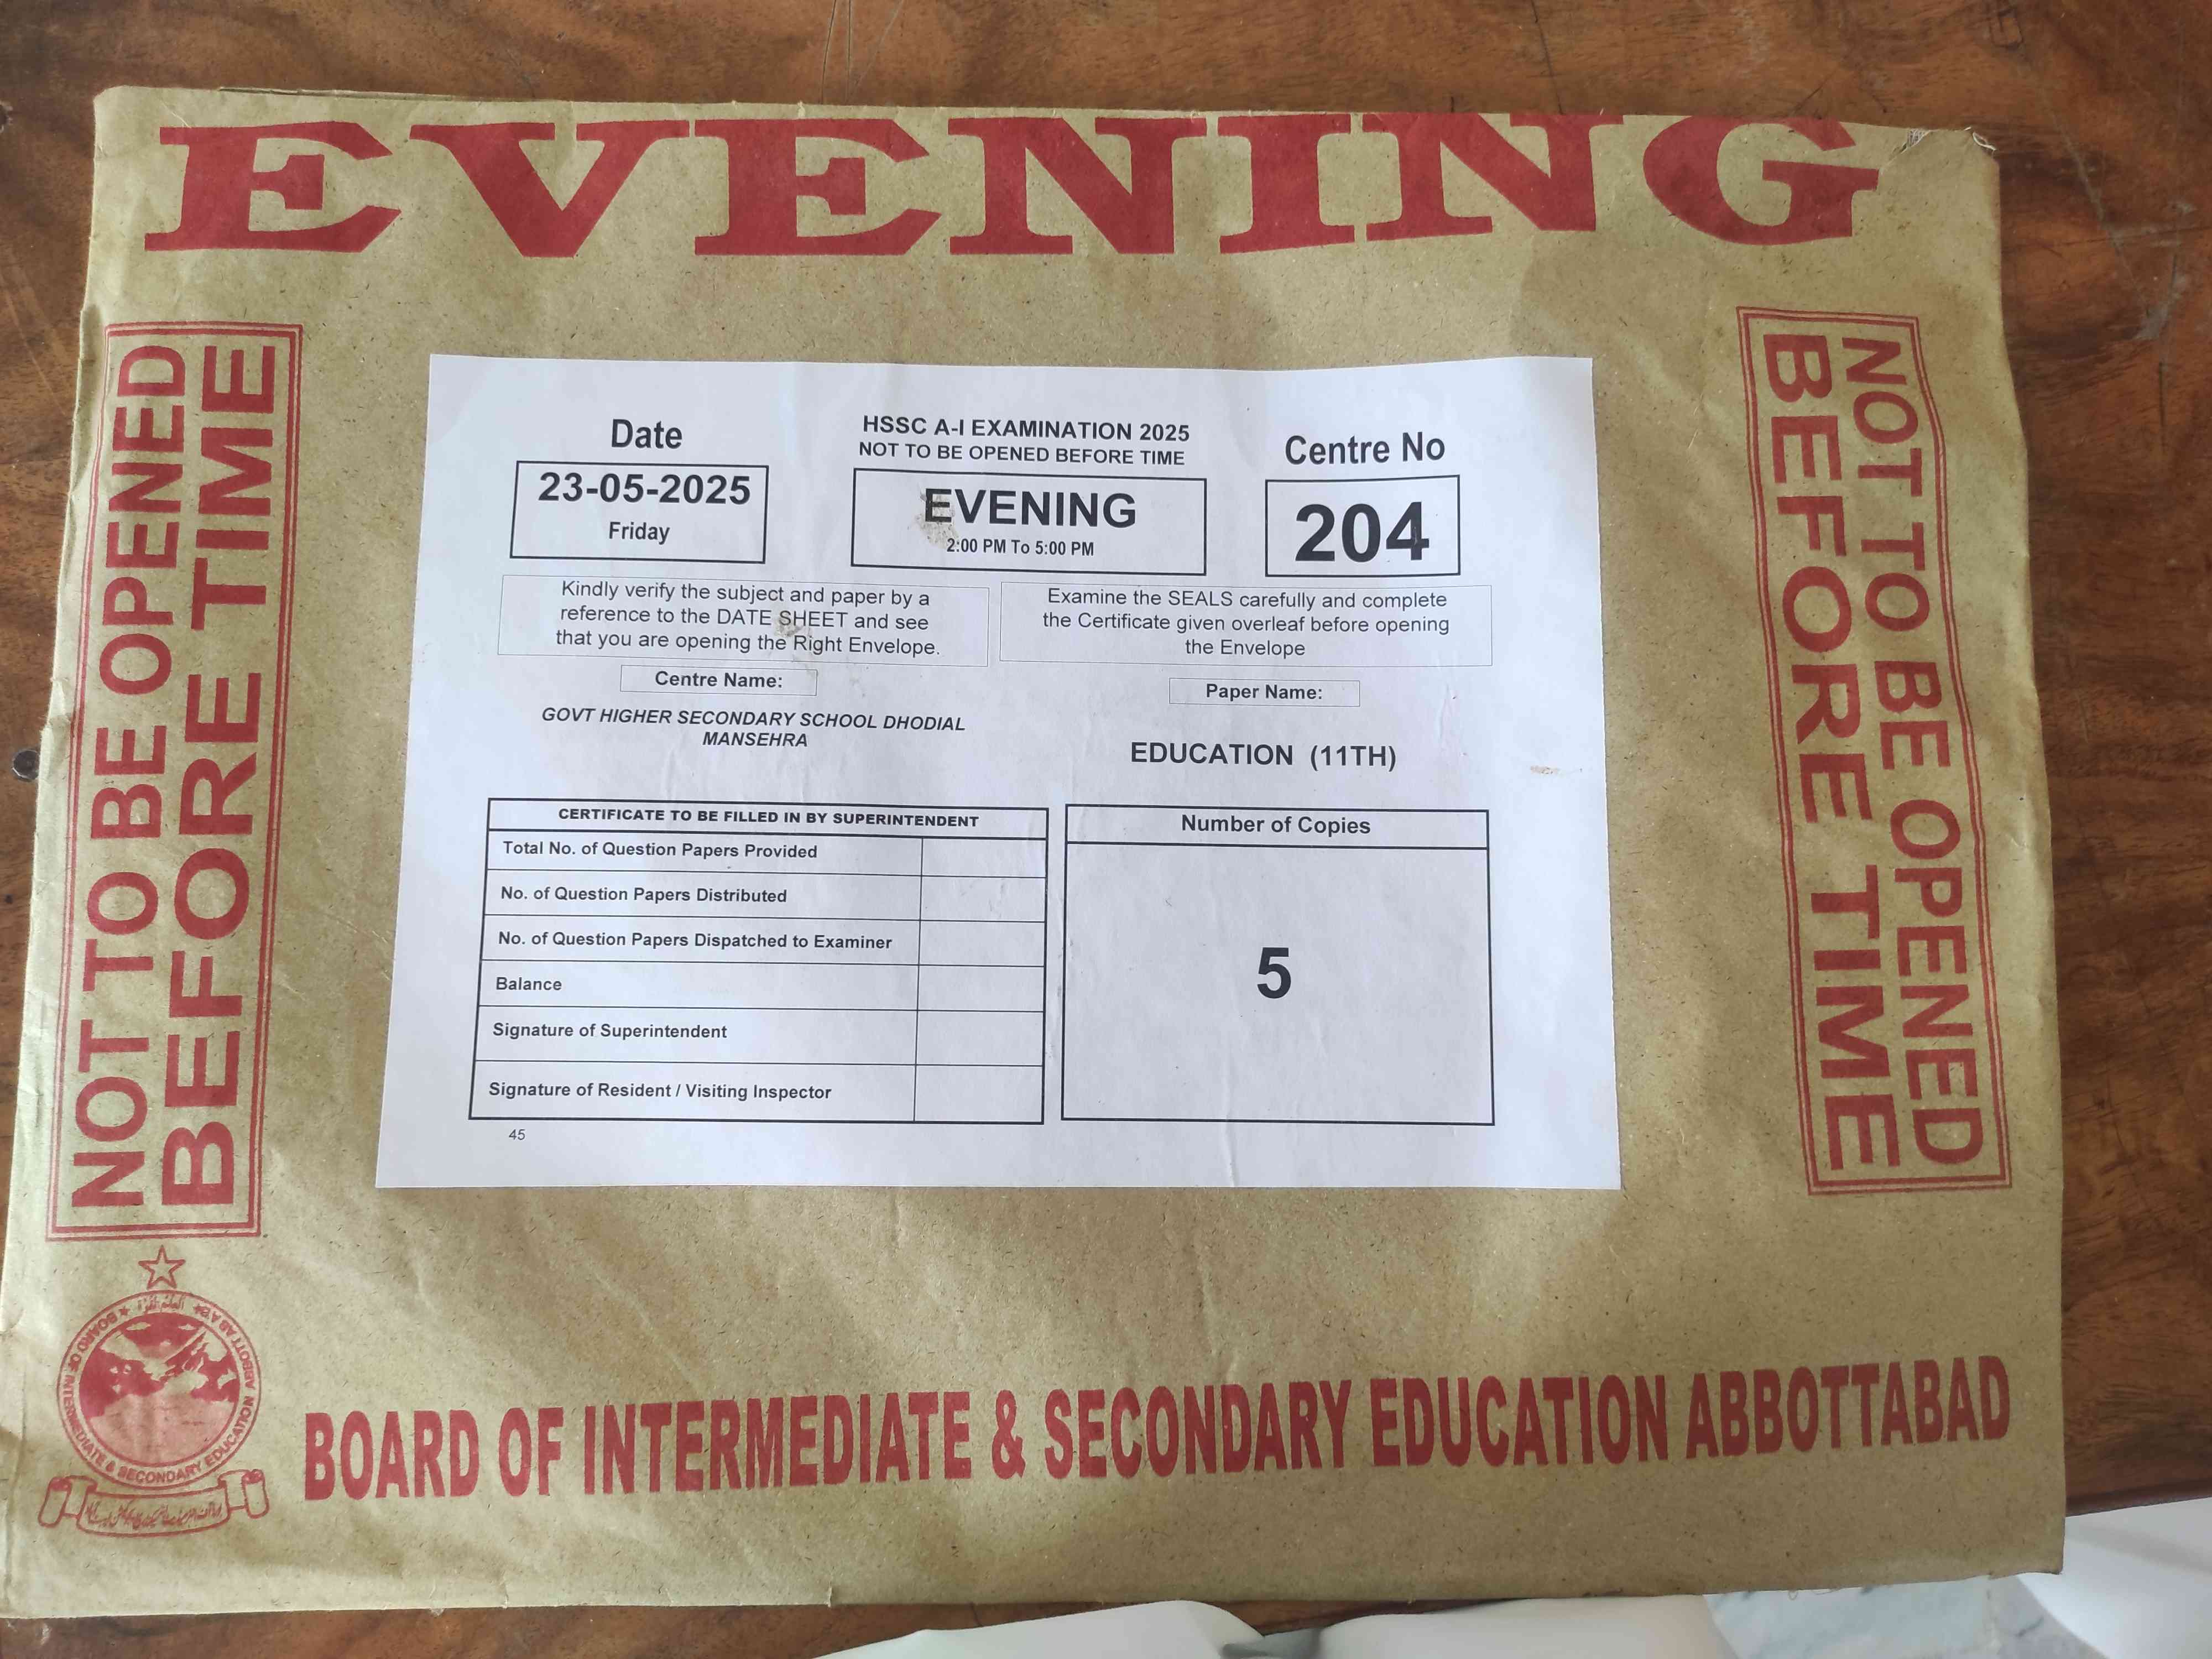 EVENING
NOT TO BE OPENED
BEFORE TIME
Date
23-05-2025
Friday
HSSC A-I EXAMINATION 2025
NOT TO BE OPENED BEFORE TIME
EVENING
2:00 PM To 5:00 PM
Centre No
204
Kindly verify the subject and paper by a
reference to the DATE SHEET and see
that you are opening the Right Envelope.
Examine the SEALS carefully and complete
the Certificate given overleaf before opening
the Envelope
Centre Name:
GOVT HIGHER SECONDARY SCHOOL DHODIAL
MANSEHRA
Paper Name:
EDUCATION (11TH)
CERTIFICATE TO BE FILLED IN BY SUPERINTENDENT
Total No. of Question Papers Provided
No. of Question Papers Distributed
No. of Question Papers Dispatched to Examiner
Balance
Signature of Superintendent
Signature of Resident / Visiting Inspector
Number of Copies
5
45
NOT TO BE OPENED
BEFORE TIME
BOARD OF INTERMEDIATE & SECONDARY EDUCATION ABBOTTABAD
BOARD OF INTERMEDIATE & SECONDARY EDUCATION